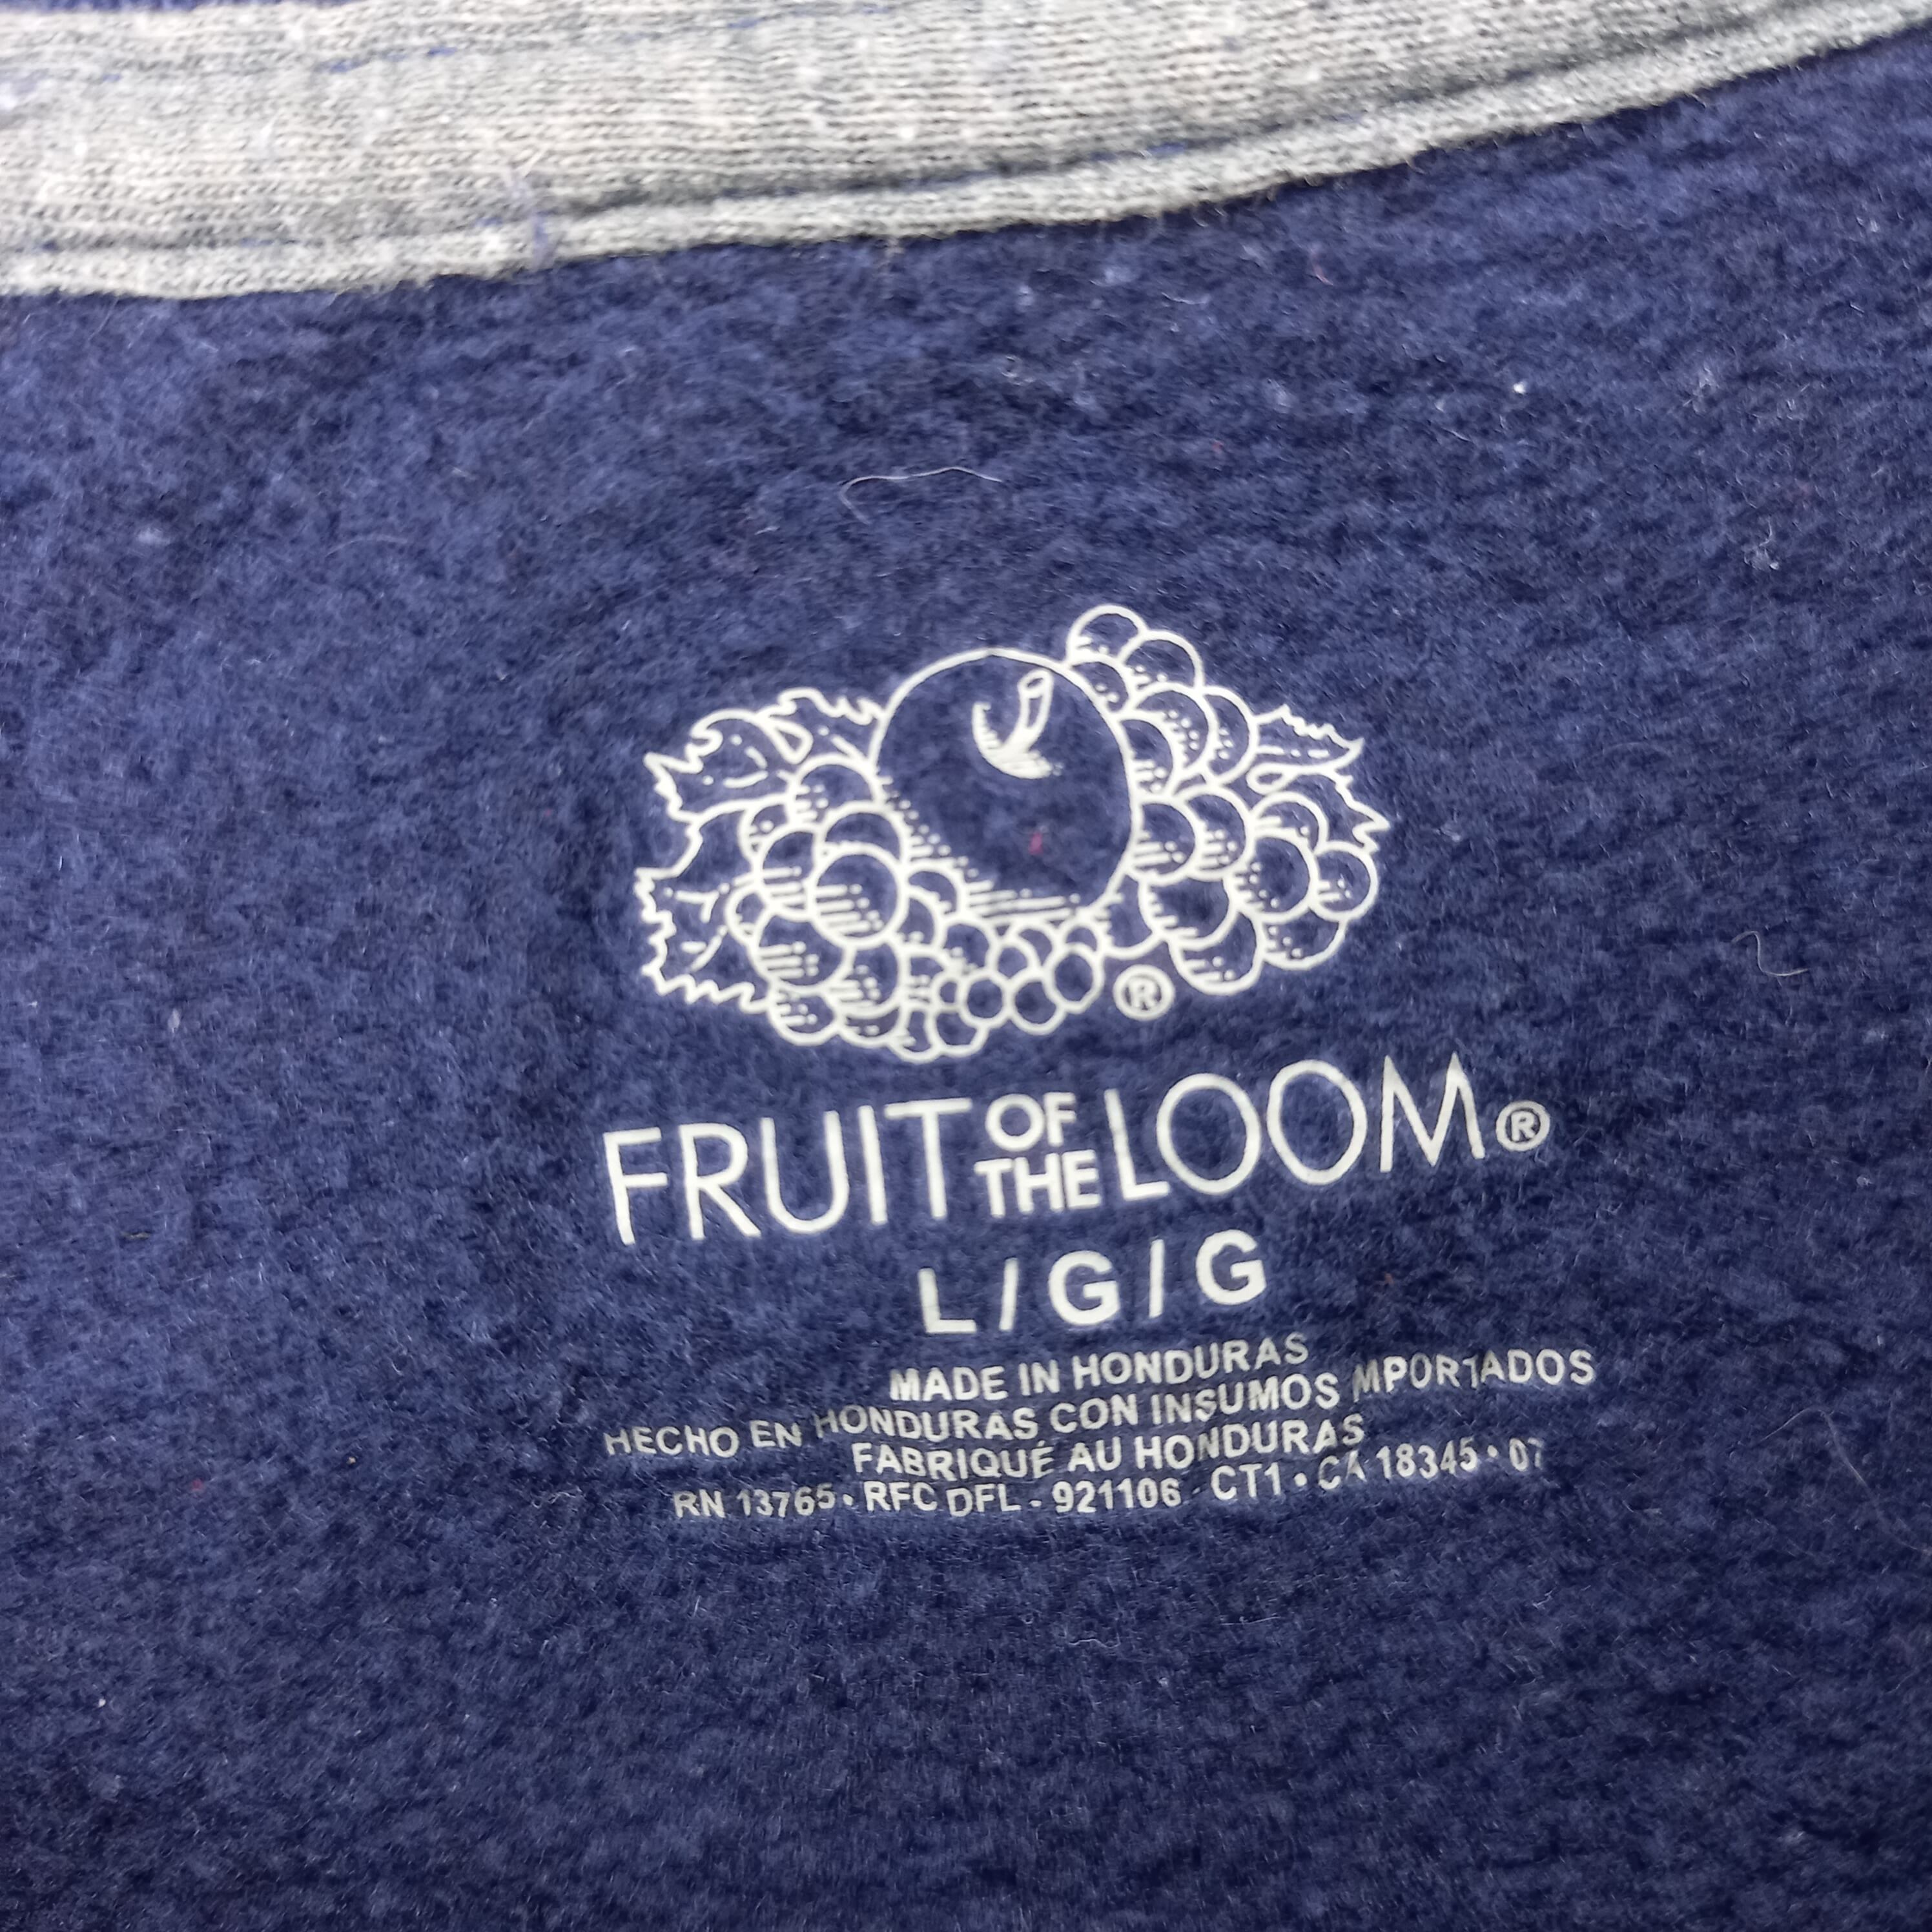 ®
FRUIT OF THE LOOM®
L/G/G
MADE IN HONDURAS
HECHO EN HONDURAS CON INSUMOS IMPORTADOS
FABRIQUÉ AU HONDURAS
RN 13765 • RFC DFL - 921106 - CT1 • CA 18345 • 07